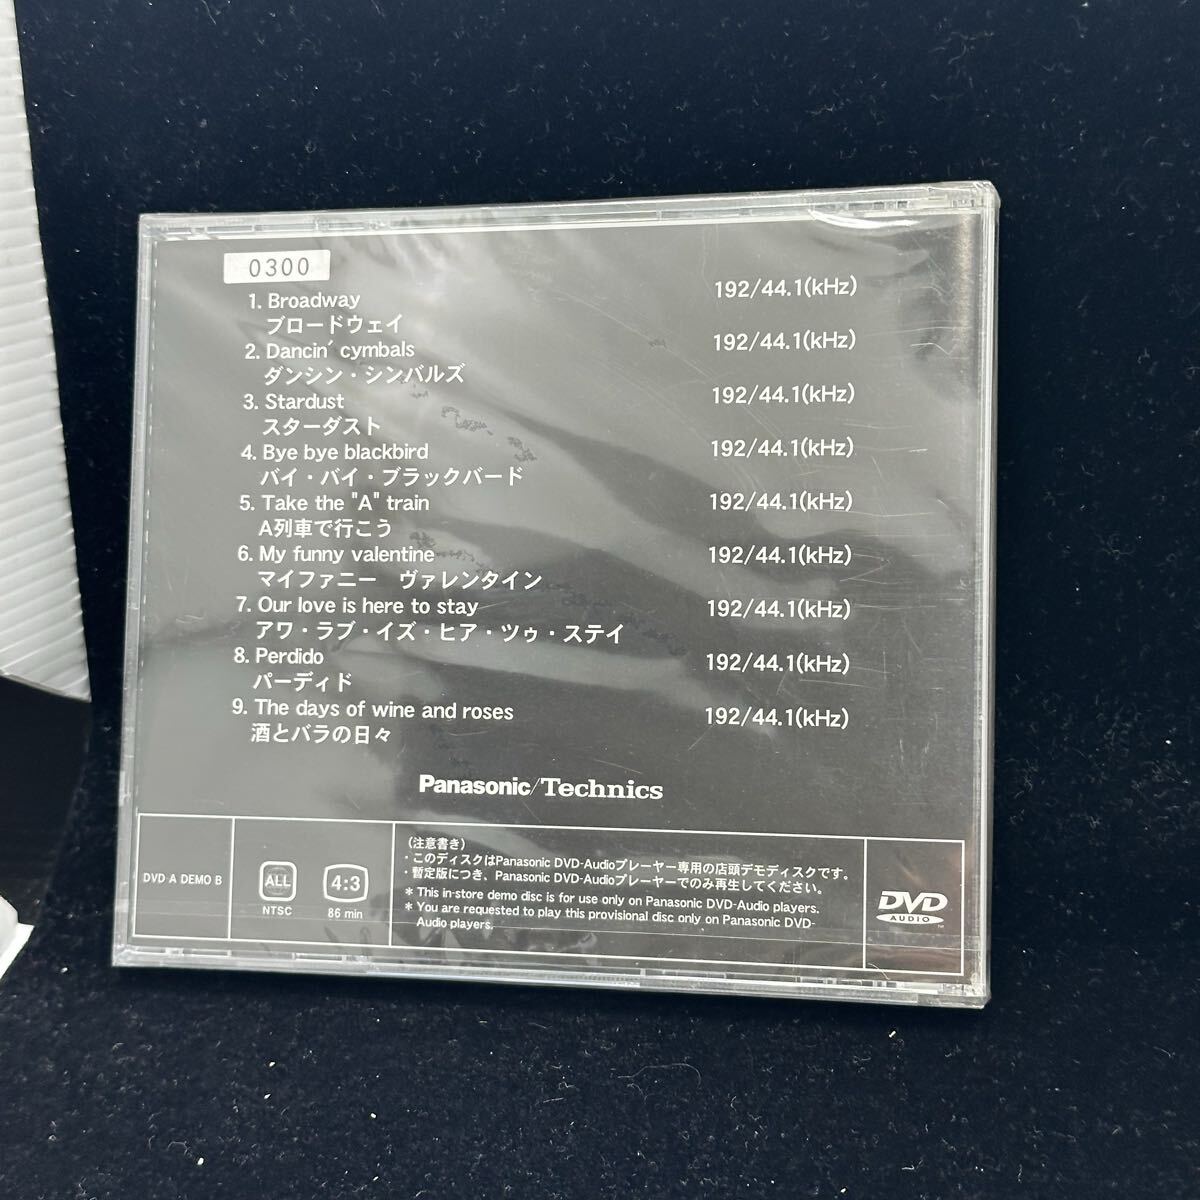 0300
1. Broadway 192/44.1(kHz)
ブロードウェイ
2. Dancin' cymbals 192/44.1(kHz)
ダンシン・シンバルズ
3. Stardust 192/44.1(kHz)
スターダスト
4. Bye bye blackbird 192/44.1(kHz)
バイ・バイ・ブラックバード
5. Take the "A" train 192/44.1(kHz)
A列車で行こう
6. My funny valentine 192/44.1(kHz)
マイファニー ヴァレンタイン
7. Our love is here to stay 192/44.1(kHz)
アワ・ラブ・イズ・ヒア・ツゥ・ステイ
8. Perdido 192/44.1(kHz)
パーディド
9. The days of wine and roses 192/44.1(kHz)
酒とバラの日々
Panasonic/Technics
DVD A DEMO B
ALL
NTSC
4:3
86 min
(注意書き)
・このディスクはPanasonic DVD-Audioプレーヤー専用の店頭デモディスクです。
・暫定版につき、Panasonic DVD-Audioプレーヤーでのみ再生してください。
* This in-store demo disc is for use only on Panasonic DVD-Audio players.
* You are requested to play this provisional disc only on Panasonic DVD-
Audio players.
DVD
AUDIO
TM